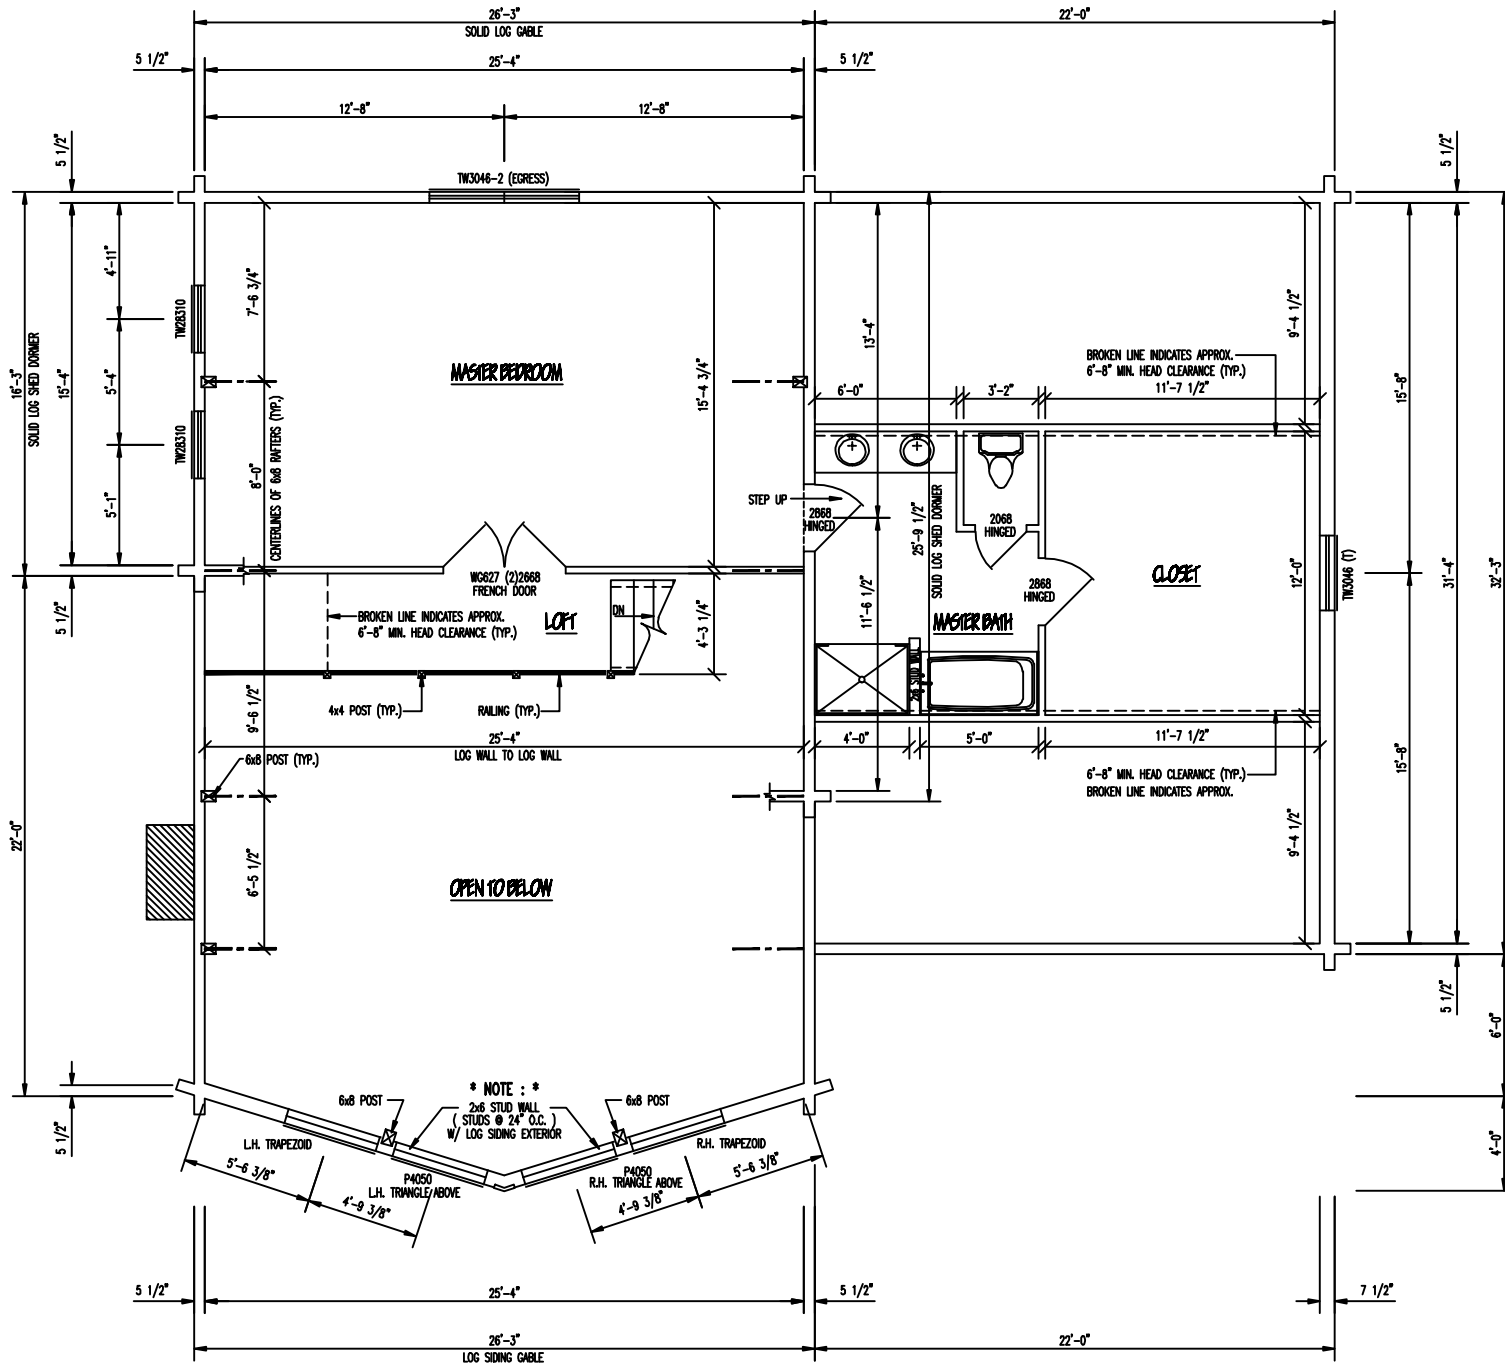 26'-3"
SOLID LOG GABLE
22'-0"
5 1/2"
25'-4"
5 1/2"
12'-8"
12'-8"
5 1/2"
5 1/2"
TW3046-2 (EGRESS)
16'-3"
SOLID LOG SHED DORMER
15'-4"
4'-11"
5'-4"
5'-1"
5 1/2"
TW28310
TW28310
7'-6 3/4"
8'-0"
CENTERLINES OF 6x8 RAFTERS (TYP.)
MASTER BEDROOM
15'-4 3/4"
13'-4"
9'-4 1/2"
BROKEN LINE INDICATES APPROX.
6'-8" MIN. HEAD CLEARANCE (TYP.)
6'-0"
3'-2"
11'-7 1/2"
15'-8"
STEP UP
2868
HINGED
25'-9 1/2"
SOLID LOG SHED DORMER
2068
HINGED
2868
HINGED
CLOSET
12'-0"
TW3046 (T)
31'-4"
32'-3"
WG627 (2)2668
FRENCH DOOR
BROKEN LINE INDICATES APPROX.
6'-8" MIN. HEAD CLEARANCE (TYP.)
LOFT
DN
4'-3 1/4"
11'-6 1/2"
MASTER BATH
2x6 STUD WALL
4x4 POST (TYP.)
RAILING (TYP.)
9'-6 1/2"
25'-4"
LOG WALL TO LOG WALL
4'-0"
5'-0"
11'-7 1/2"
6x8 POST (TYP.)
6'-8" MIN. HEAD CLEARANCE (TYP.)
BROKEN LINE INDICATES APPROX.
15'-8"
22'-0"
6'-5 1/2"
OPEN TO BELOW
9'-4 1/2"
5 1/2"
6'-0"
* NOTE : *
2x6 STUD WALL
( STUDS @ 24" O.C. )
W/ LOG SIDING EXTERIOR
6x8 POST
6x8 POST
5 1/2"
L.H. TRAPEZOID
R.H. TRAPEZOID
4'-0"
5'-6 3/8"
P4050
L.H. TRIANGLE ABOVE
P4050
R.H. TRIANGLE ABOVE
5'-6 3/8"
4'-9 3/8"
4'-9 3/8"
5 1/2"
25'-4"
5 1/2"
7 1/2"
26'-3"
LOG SIDING GABLE
22'-0"